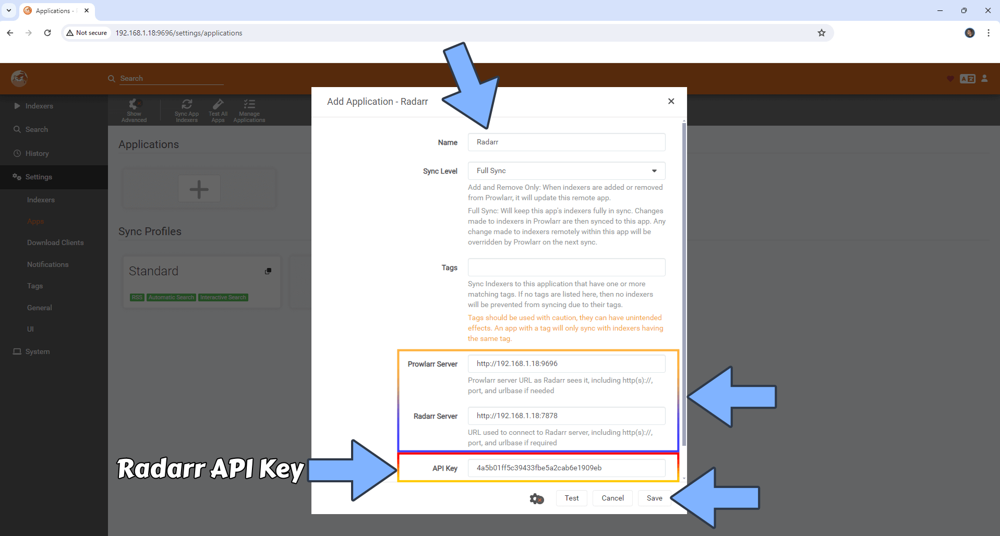 Applications -
Not secure
192.168.1.18:9696/settings/applications
Search
Indexers
Search
History
Settings
Indexers
Apps
Download Clients
Notifications
Tags
General
UI
System
Show
Advanced
Sync App
Indexers
Test All
Apps
Manage
Applications
Applications
Sync Profiles
Standard
RSS
Automatic Search
Interactive Search
Add Application - Radarr
Name
Radarr
Sync Level
Full Sync
Add and Remove Only: When indexers are added or removed
from Prowlarr, it will update this remote app.
Full Sync: Will keep this app's indexers fully in sync. Changes
made to indexers in Prowlarr are then synced to this app. Any
change made to indexers remotely within this app will be
overridden by Prowlarr on the next sync.
Tags
Sync Indexers to this application that have one or more
matching tags. If no tags are listed here, then no indexers
will be prevented from syncing due to their tags.
Tags should be used with caution, they can have unintended
effects. An app with a tag will only sync with indexers having
the same tag.
Prowlarr Server
http://192.168.1.18:9696
Prowlarr server URL as Radarr sees it, including http(s)://,
port, and urlbase if needed
Radarr Server
http://192.168.1.18:7878
URL used to connect to Radarr server, including http(s)://,
port, and urlbase if required
Radarr API Key
API Key
4a5b01ff5c39433fbe5a2cab6e1909eb
Test
Cancel
Save